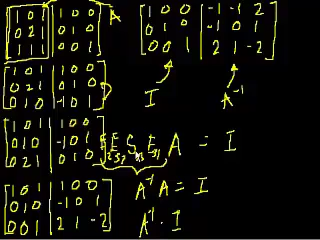 1 0 1 | 1 0 0
0 2 1 | 0 1 0
1 1 1 | 0 0 1
A
1 0 1 | 1 0 0
0 2 1 | 0 1 0
0 1 0 | -1 0 1
1 0 1 | 1 0 0
0 1 0 | -1 0 1
0 2 1 | 0 1 0
1 0 1 | 1 0 0
0 1 0 | -1 0 1
0 0 1 | 2 1 -2
1 0 0 | -1 -1 2
0 1 0 | -1 0 1
0 0 1 | 2 1 -2
I
A⁻¹
A = I
A⁻¹ A = I
A⁻¹ · I